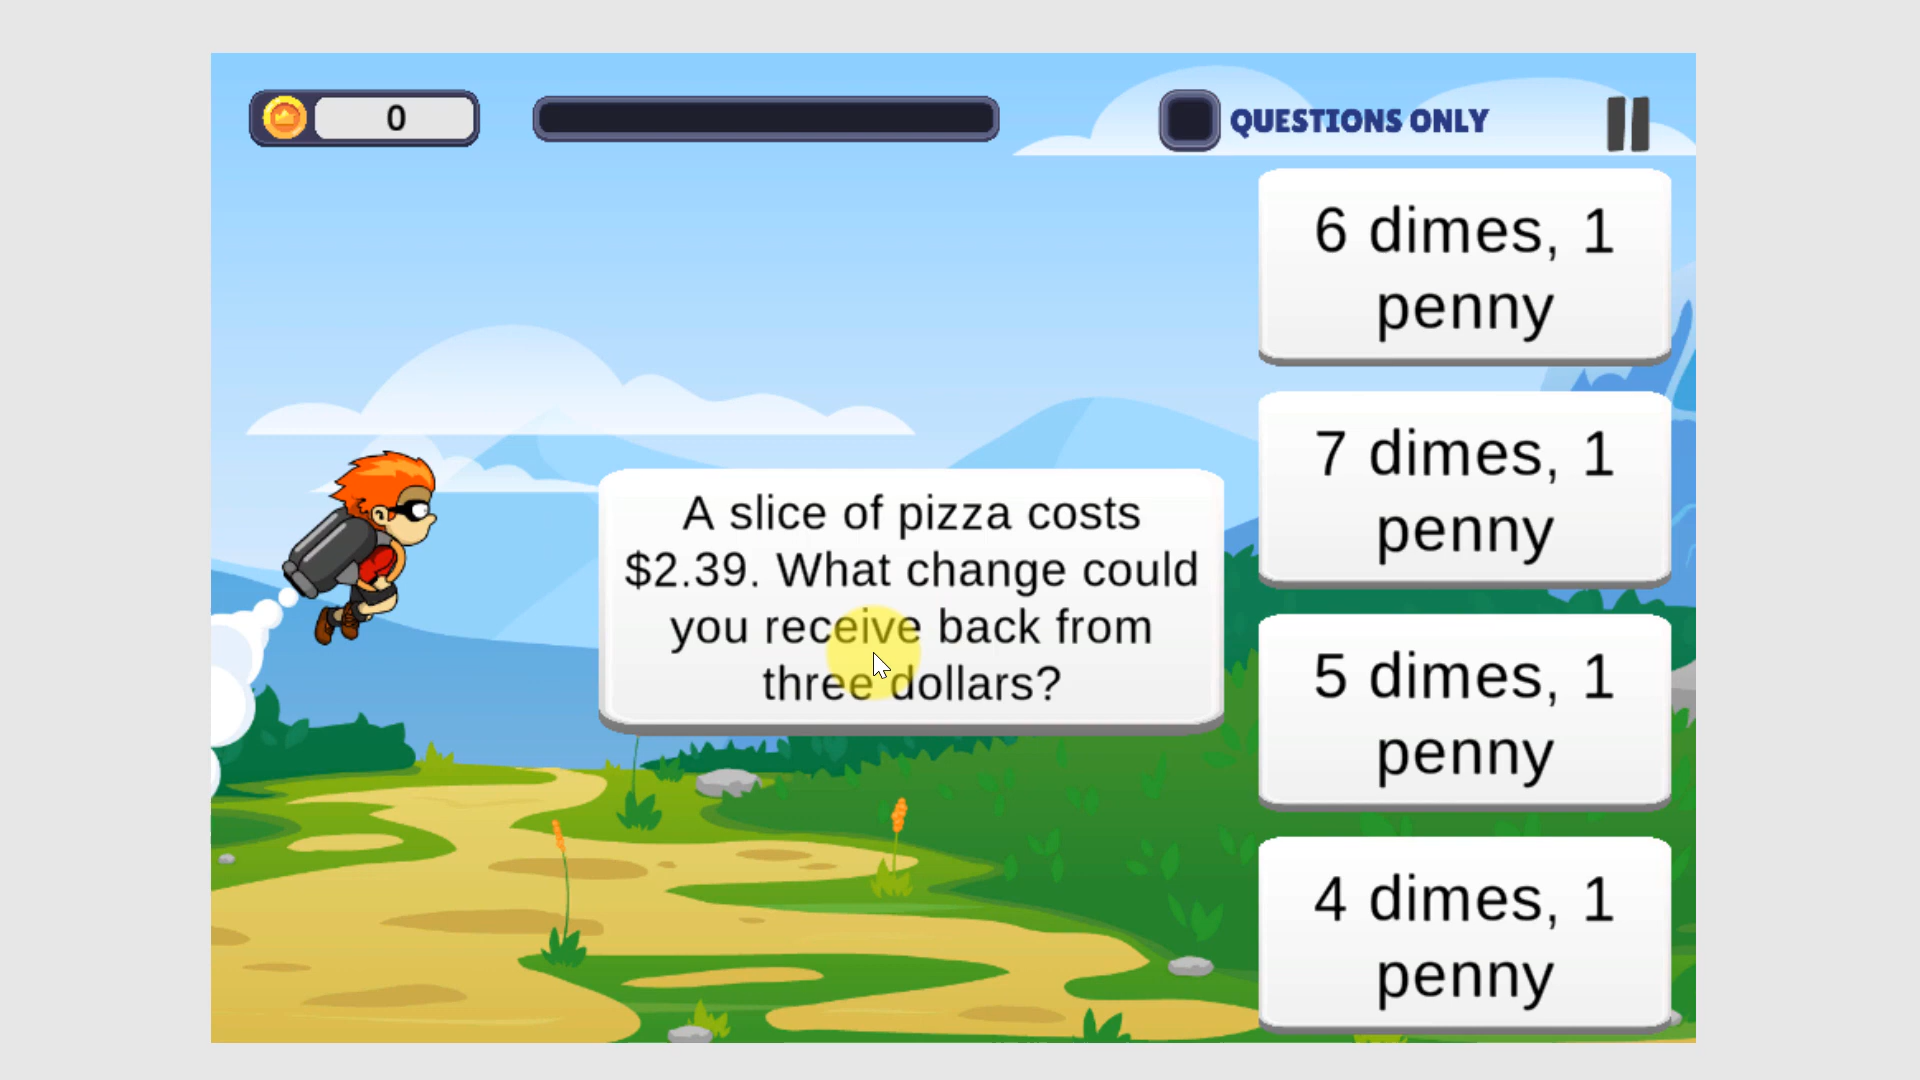 0
QUESTIONS ONLY
6 dimes, 1
penny
7 dimes, 1
penny
A slice of pizza costs
$2.39. What change could
you receive back from
three dollars?
5 dimes, 1
penny
4 dimes, 1
penny